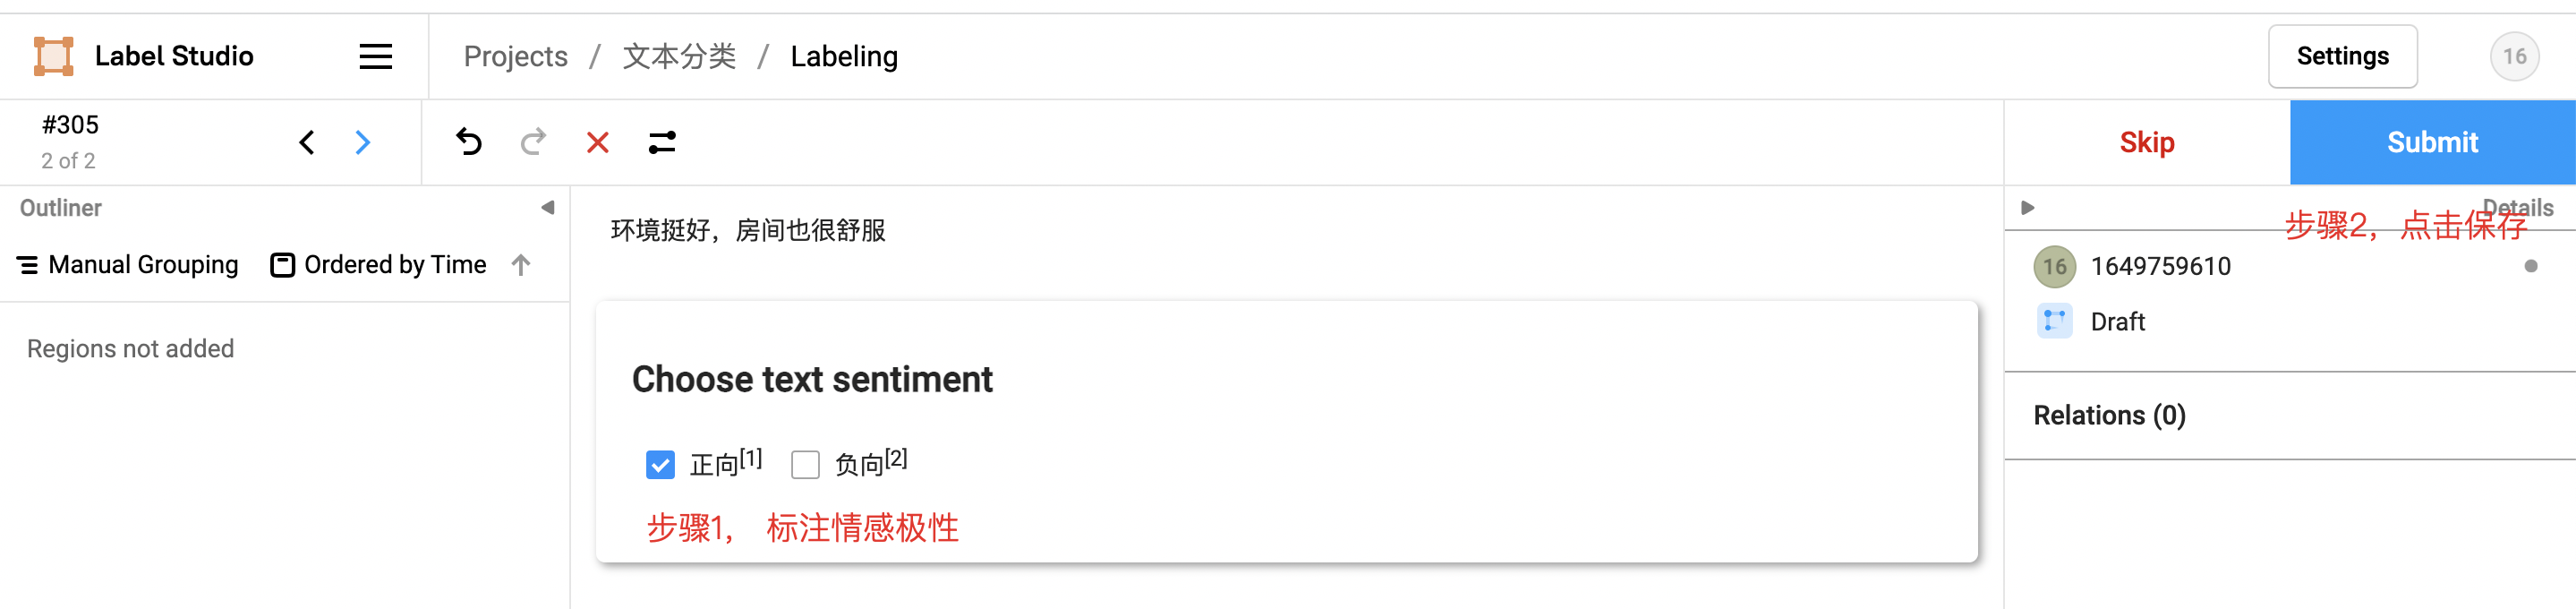 Label Studio
Projects / 文本分类 / Labeling
Settings
16
#305
2 of 2
Skip
Submit
Outliner
Manual Grouping
Ordered by Time
Regions not added
环境挺好，房间也很舒服
Choose text sentiment
正向[1]
负向[2]
步骤1， 标注情感极性
Details
步骤2，点击保存
16
1649759610
Draft
Relations (0)